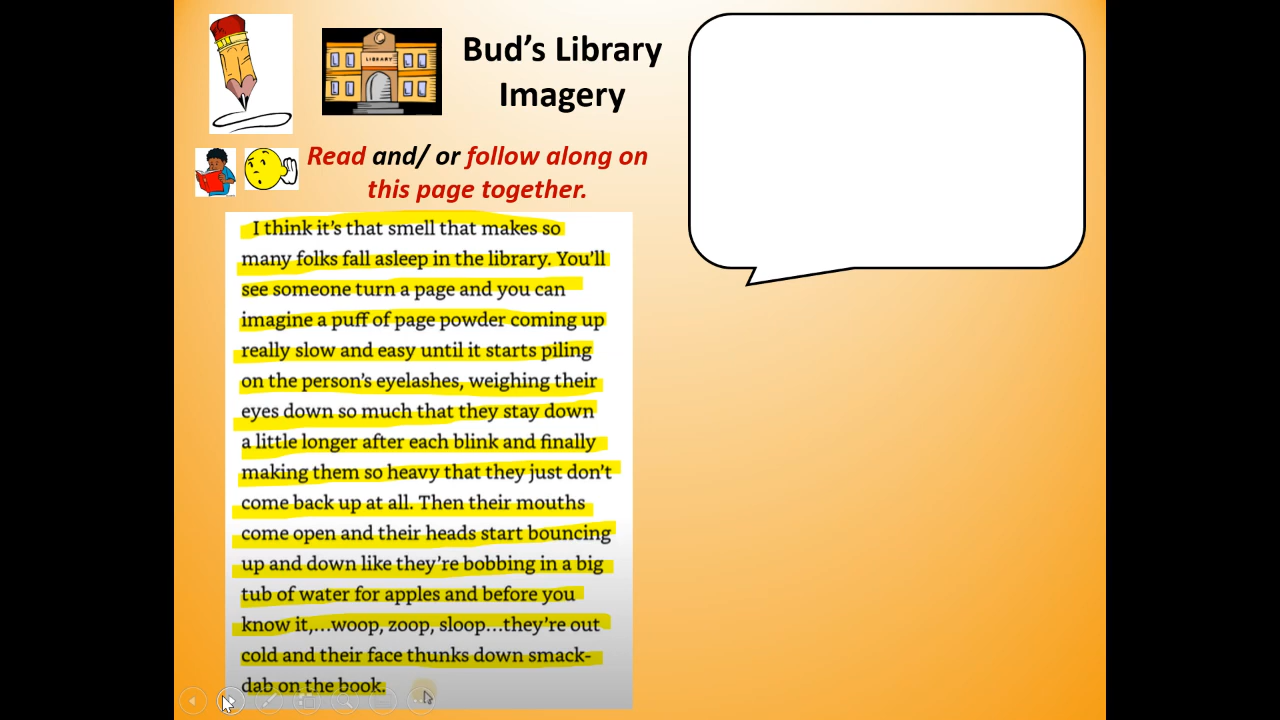 Bud’s Library
Imagery
LIBRARY
Read and/ or follow along on
this page together.
I think it’s that smell that makes so
many folks fall asleep in the library. You’ll
see someone turn a page and you can
imagine a puff of page powder coming up
really slow and easy until it starts piling
on the person’s eyelashes, weighing their
eyes down so much that they stay down
a little longer after each blink and finally
making them so heavy that they just don’t
come back up at all. Then their mouths
come open and their heads start bouncing
up and down like they’re bobbing in a big
tub of water for apples and before you
know it,...woop, zoop, sloop...they’re out
cold and their face thunks down smack-
dab on the book.